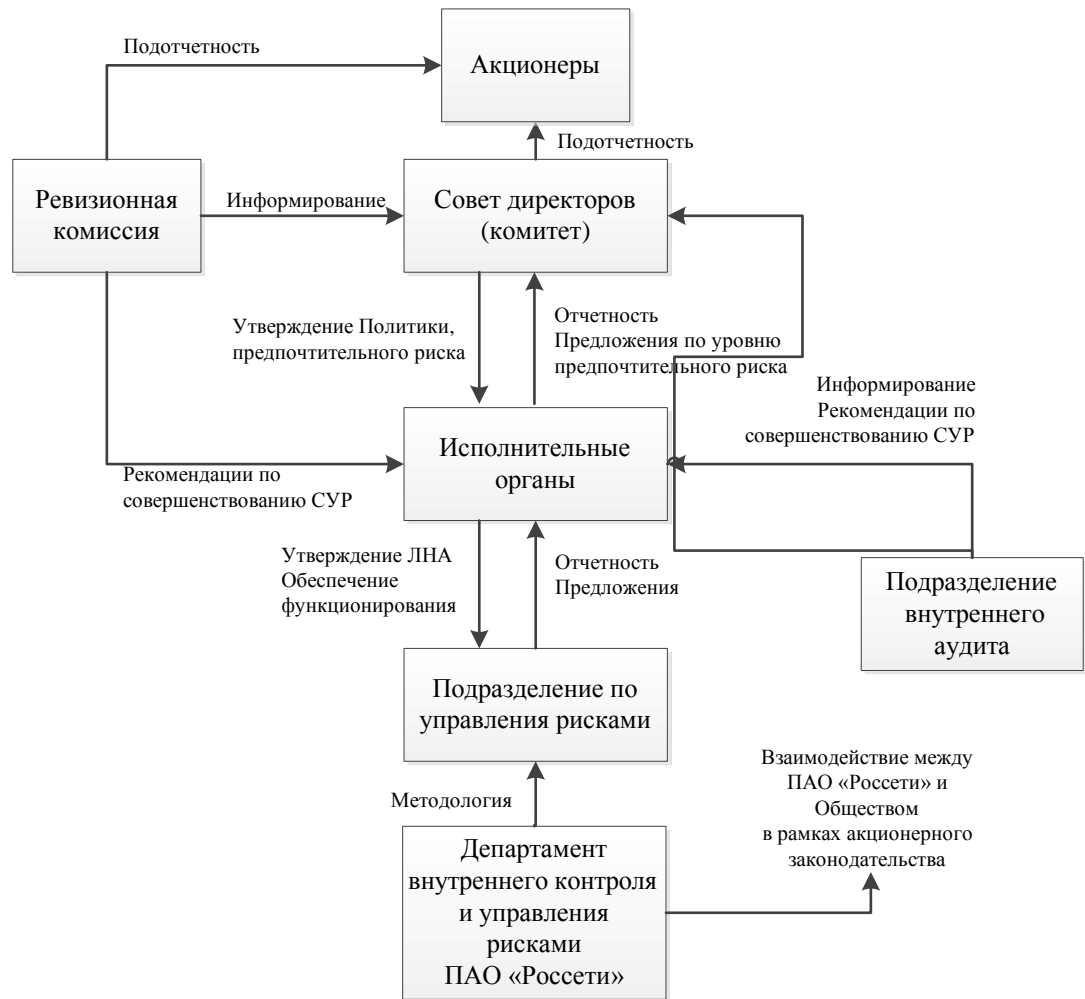 Подотчетность
Акционеры
Подотчетность
Ревизионная
комиссия
Информирование
Совет директоров
(комитет)
Утверждение Политики,
предпочтительного риска
Отчетность
Предложения по уровню
предпочтительного риска
Информирование
Рекомендации по
совершенствованию СУР
Исполнительные
органы
Рекомендации по
совершенствованию СУР
Утверждение ЛНА
Обеспечение
функционирования
Отчетность
Предложения
Подразделение
внутреннего
аудита
Подразделение по
управления рисками
Методология
Взаимодействие между
ПАО «Россети» и
Обществом
в рамках акционерного
законодательства
Департамент
внутреннего контроля
и управления
рисками
ПАО «Россети»